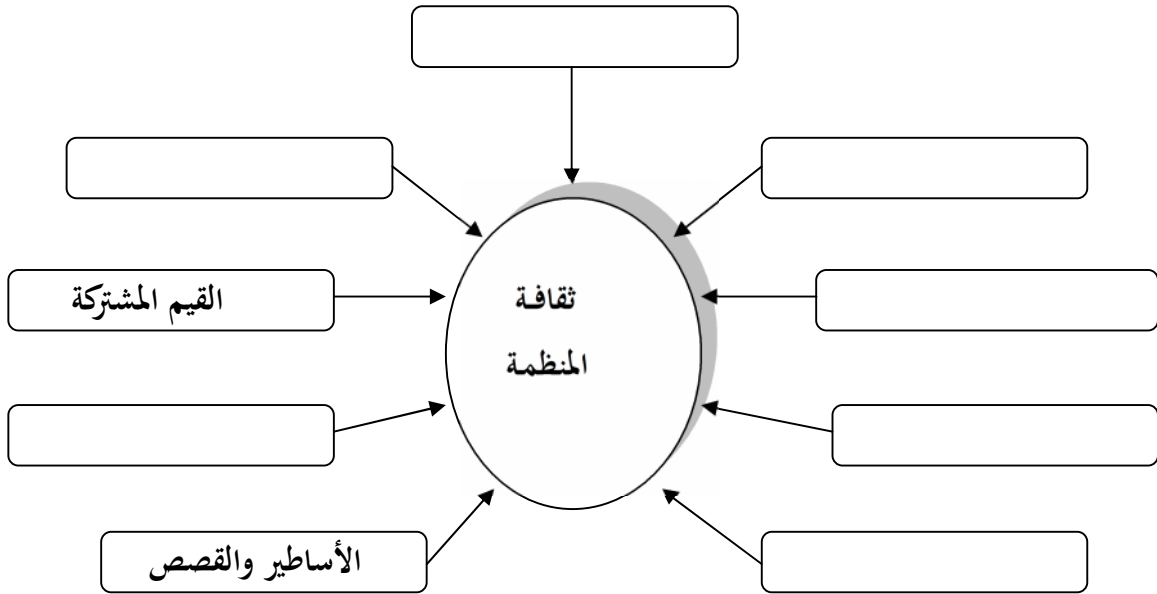 القيم المشتركة
ثقافة
المنظمة
الأساطير والقصص